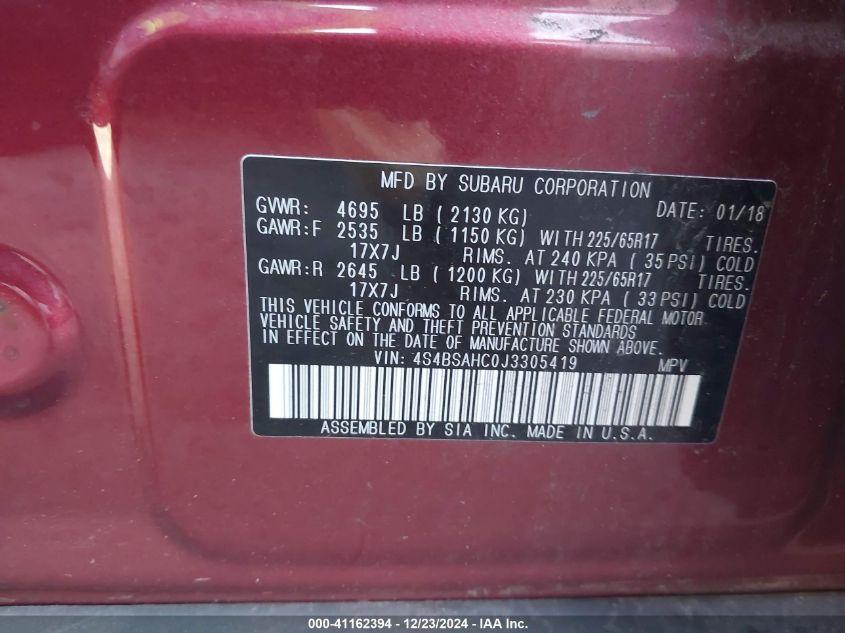 MFD BY SUBARU CORPORATION
GVWR: 4695 LB ( 2130 KG) DATE: 01/18
GAWR:F 2535 LB ( 1150 KG) WITH 225/65R17 TIRES.
17X7J RIMS. AT 240 KPA ( 35 PSI) COLD
GAWR:R 2645 LB ( 1200 KG) WITH 225/65R17 TIRES.
17X7J RIMS. AT 230 KPA ( 33 PSI) COLD
THIS VEHICLE CONFORMS TO ALL APPLICABLE FEDERAL MOTOR
VEHICLE SAFETY AND THEFT PREVENTION STANDARDS
IN EFFECT ON THE DATE OF MANUFACTURE SHOWN ABOVE.
VIN: 4S4BSAHC0J3305419 MPV
ASSEMBLED BY SIA INC. MADE IN U.S.A.
000-41162394 - 12/23/2024 - IAAI.com